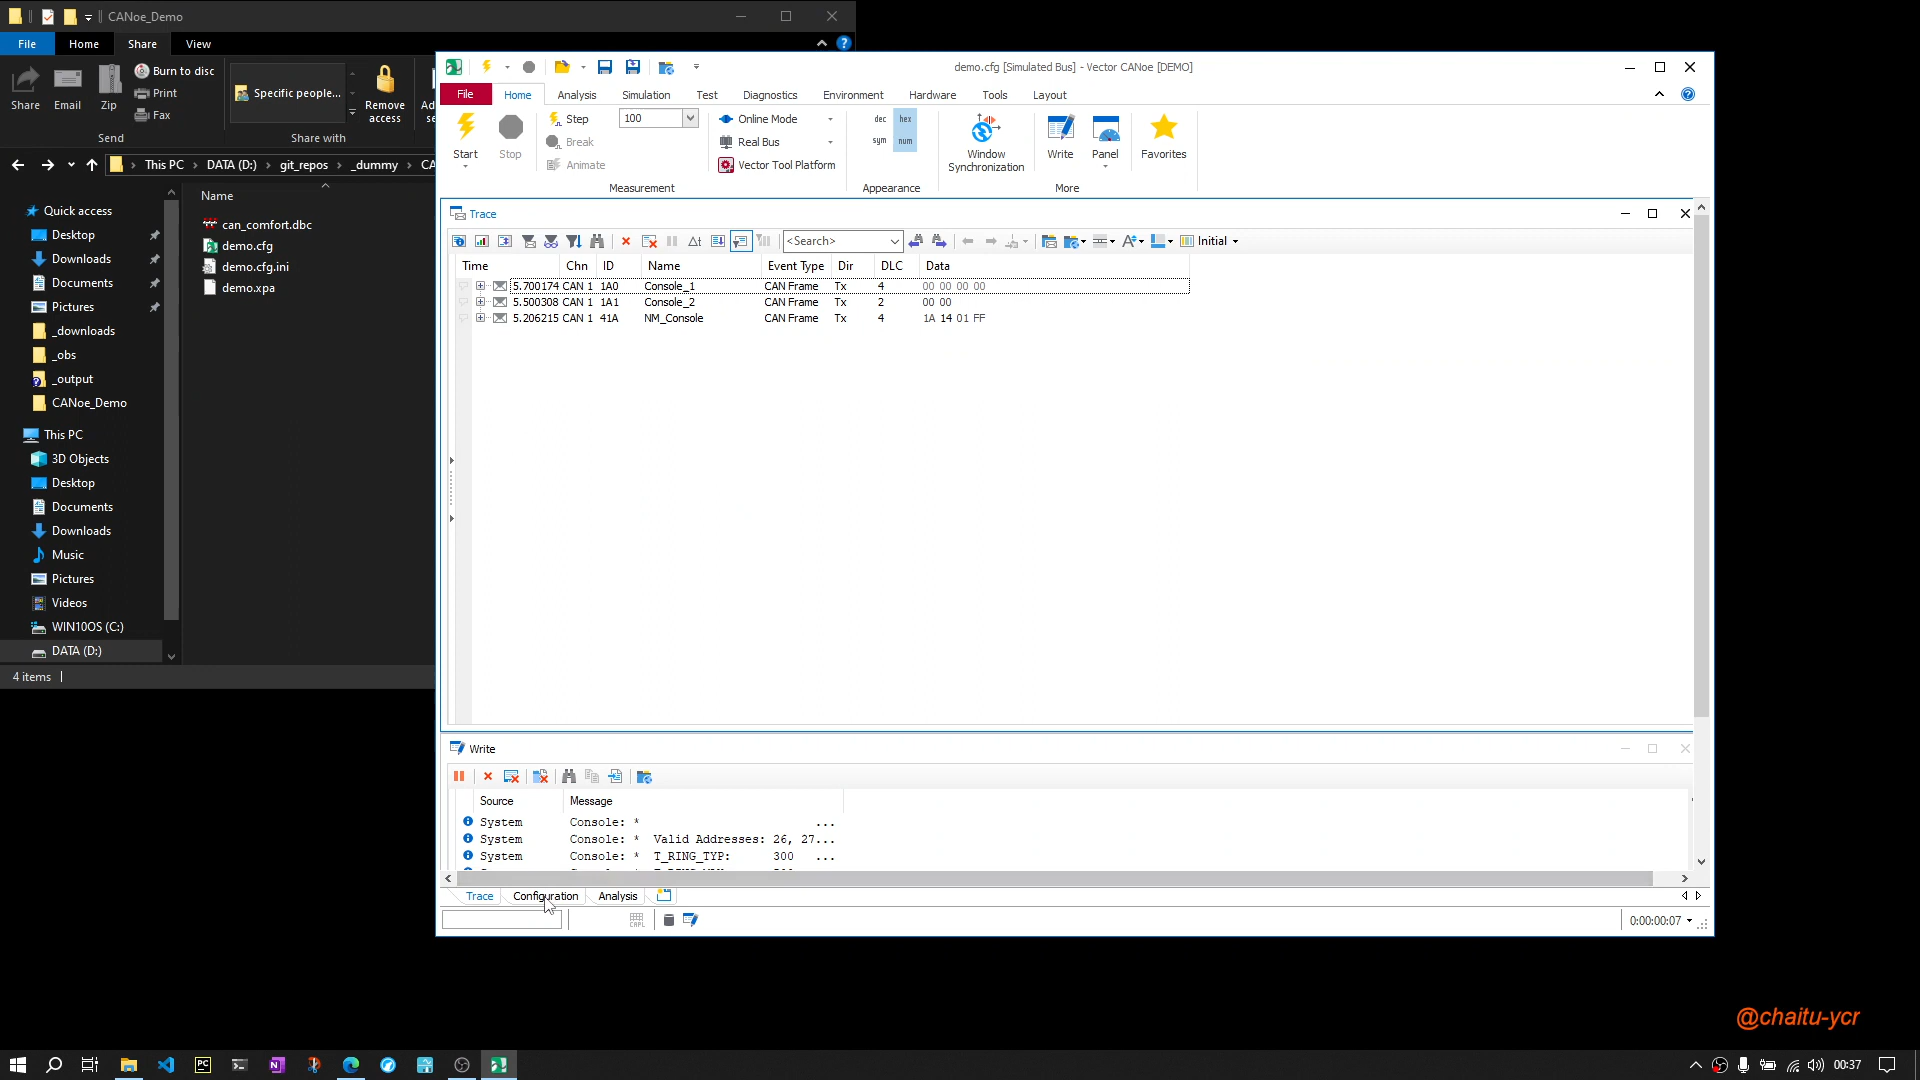 CANoe_Demo
File Home Share View
Share
Email
Zip
Burn to disc
Print
Fax
Send
Specific people...
Remove access
Share with
This PC DATA (D:) git_repos _dummy
Name
Quick access
Desktop
Downloads
Documents
Pictures
_downloads
_obs
_output
CANoe_Demo
This PC
3D Objects
Desktop
Documents
Downloads
Music
Pictures
Videos
WIN10OS (C:)
DATA (D:)
can_comfort.dbc
demo.cfg
demo.cfg.ini
demo.xpa
4 items
demo.cfg [Simulated Bus] - Vector CANoe [DEMO]
File Home Analysis Simulation Test Diagnostics Environment Hardware Tools Layout
Start
Stop
Step
Break
Animate
100
Online Mode
Real Bus
Vector Tool Platform
Measurement
dec hex
sym num
Appearance
Window
Synchronization
Write
Panel
More
Favorites
Trace
<Search>
Initial
Time Chn ID Name Event Type Dir DLC Data
5.700174 CAN 1 1A0 Console_1 CAN Frame Tx 4 00 00 00 00
5.500308 CAN 1 1A1 Console_2 CAN Frame Tx 2 00 00
5.206215 CAN 1 41A NM_Console CAN Frame Tx 4 1A 14 01 FF
Write
Source Message
System Console: * ...
System Console: * Valid Addresses: 26, 27...
System Console: * T_RING_TYP: 300 ...
Trace Configuration Analysis
CAPL
0:00:00:07
@chaitu-ycr
00:37